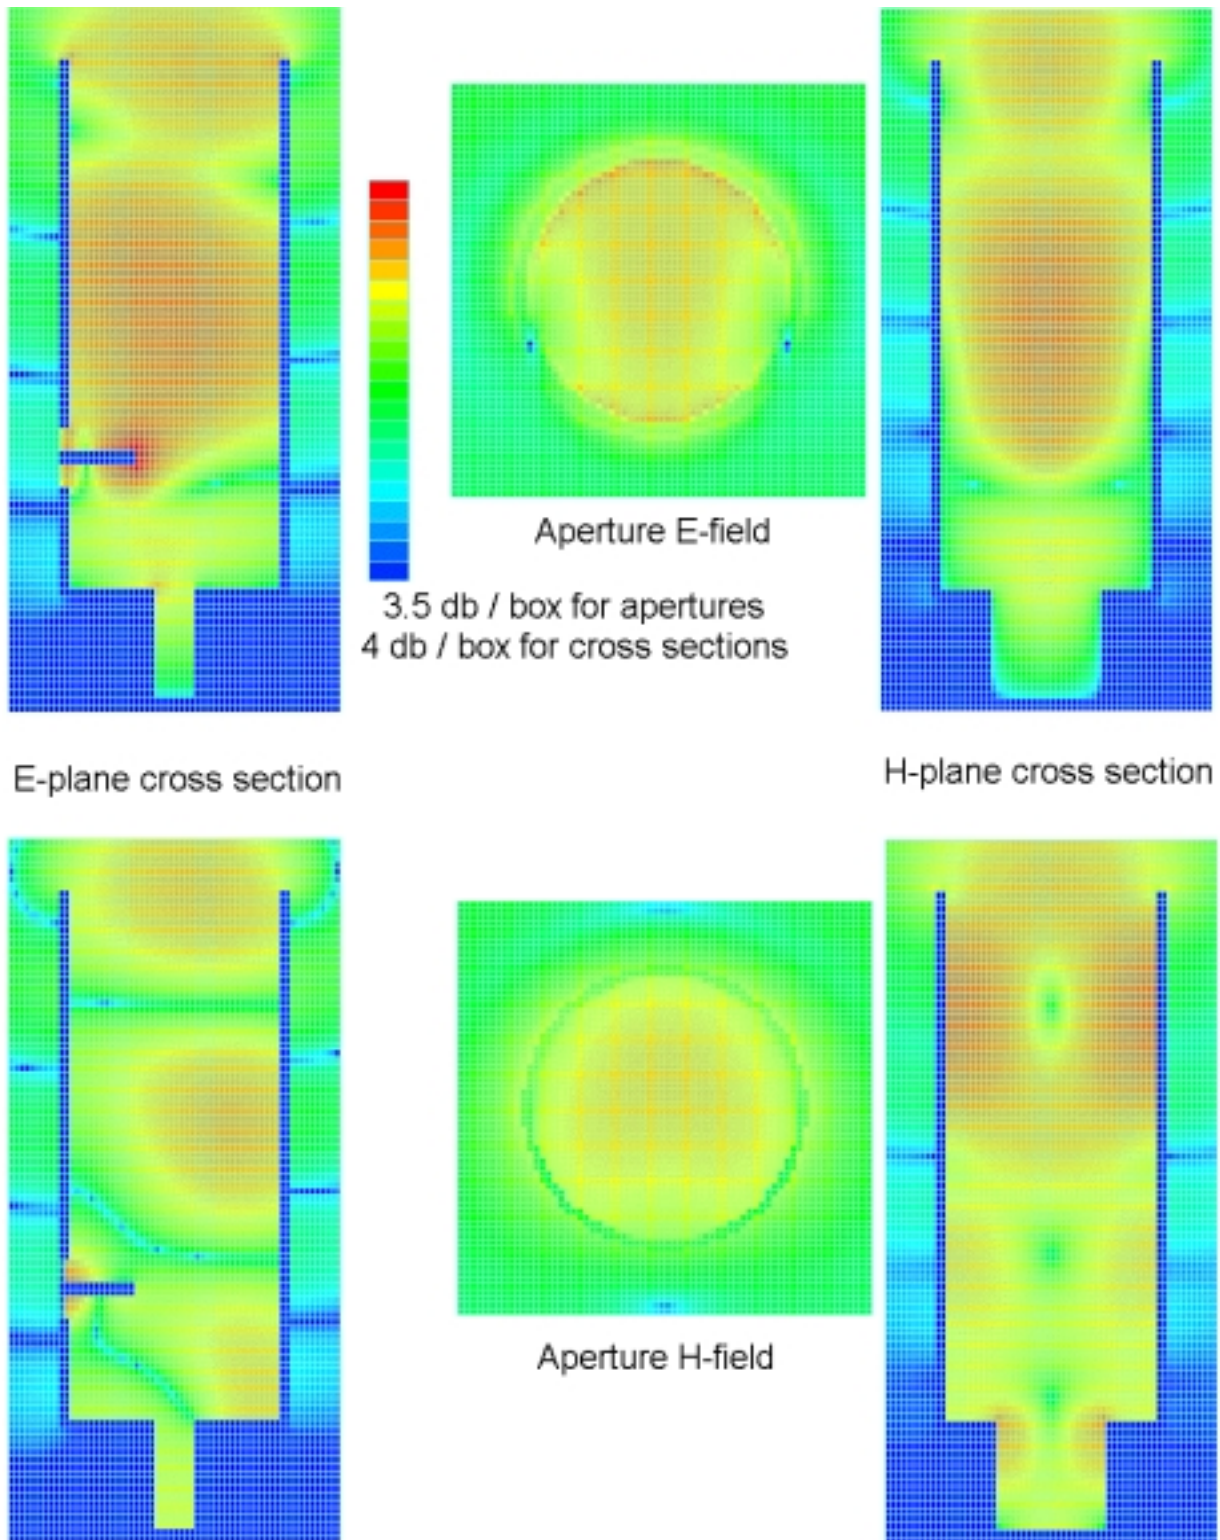 Aperture E-field
3.5 db / box for apertures
4 db / box for cross sections
E-plane cross section
H-plane cross section
Aperture H-field